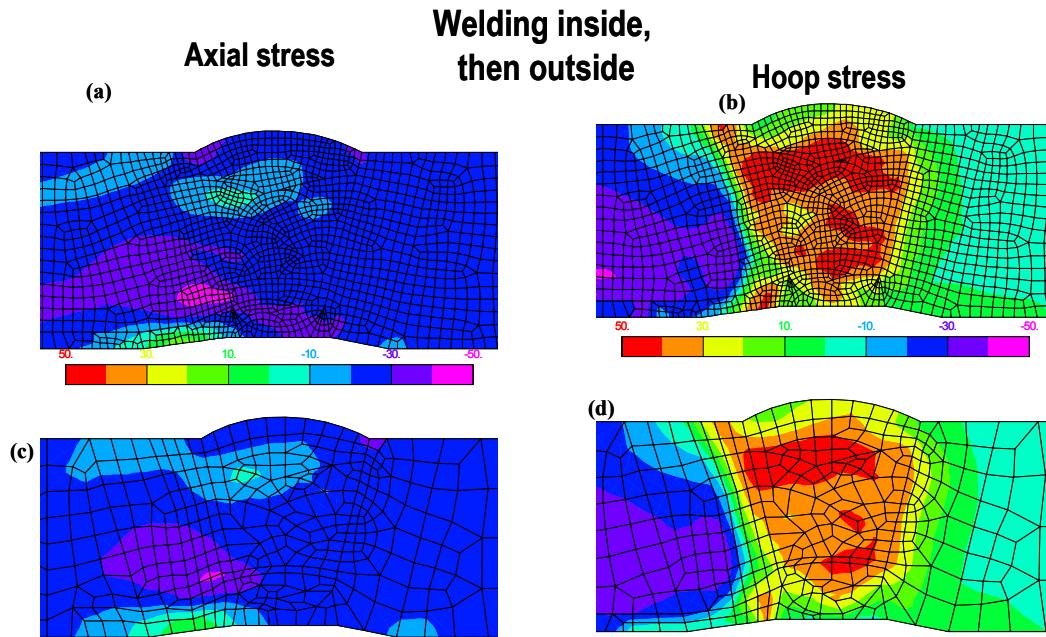 Welding inside,
then outside
Axial stress
Hoop stress
(a)
(b)
50. 30. 10. -10. -30. -50.
50. 30. 10. -10. -30. -50.
(c)
(d)